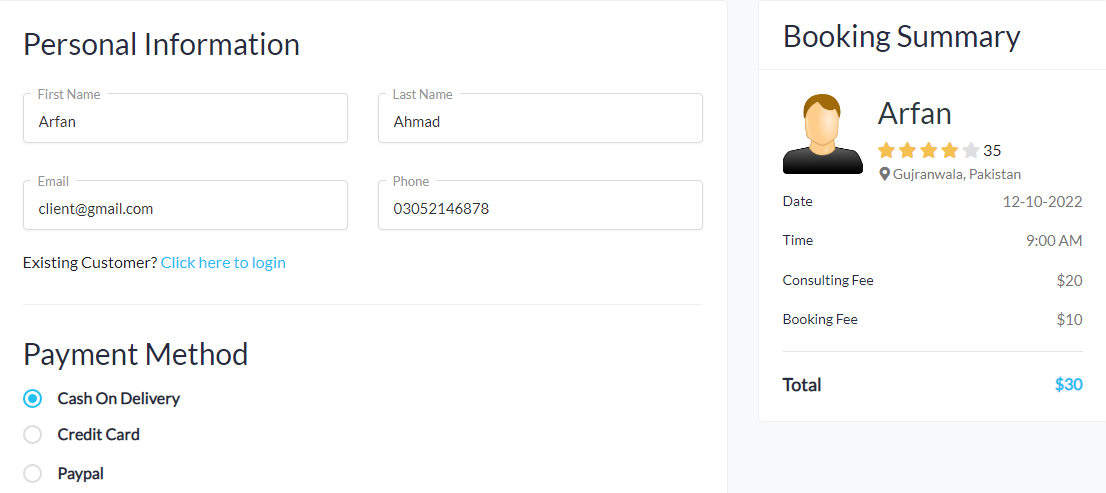 Personal Information
First Name
Last Name
Arfan
Ahmad
Email
Phone
client@gmail.com
03052146878
Existing Customer? Click here to login
Payment Method
Cash On Delivery
Credit Card
Paypal
Booking Summary
Arfan
35
Gujranwala, Pakistan
Date 12-10-2022
Time 9:00 AM
Consulting Fee $20
Booking Fee $10
Total $30